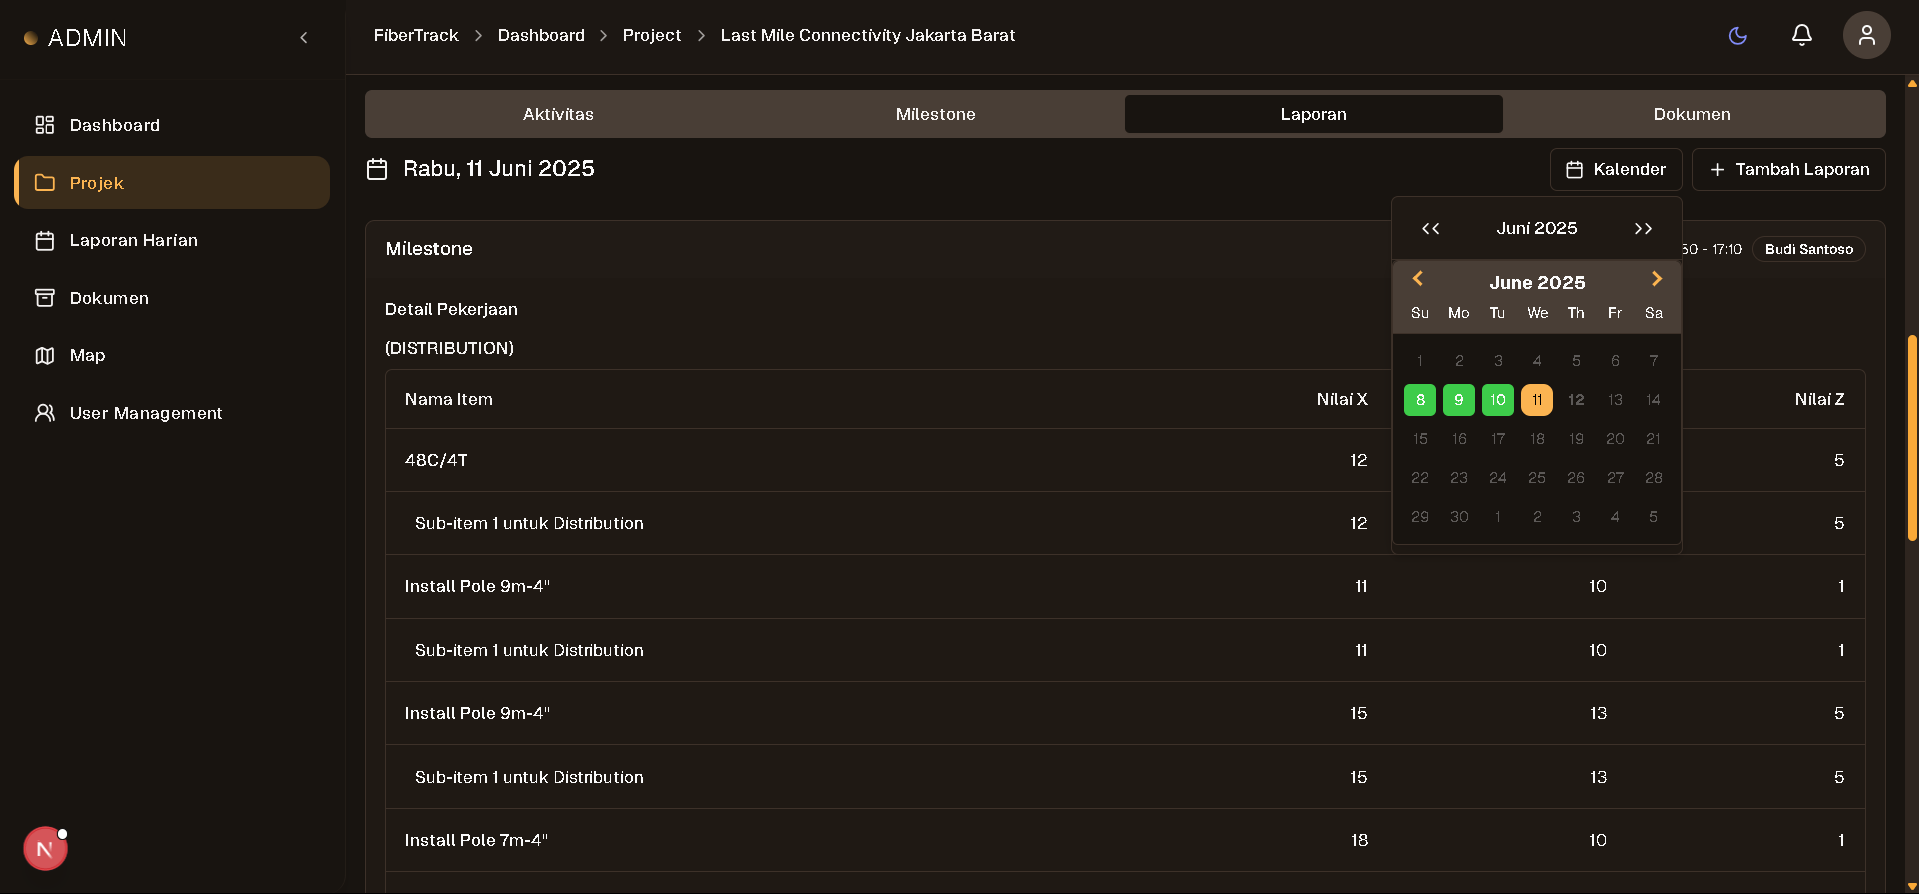 ADMIN
FiberTrack > Dashboard > Project > Last Mile Connectivity Jakarta Barat
Dashboard
Projek
Laporan Harian
Dokumen
Map
User Management
N
Aktivitas Milestone Laporan Dokumen
Rabu, 11 Juni 2025
Kalender
+ Tambah Laporan
Milestone
50 - 17:10 Budi Santoso
Detail Pekerjaan
(DISTRIBUTION)
Nama Item Nilai X Nilai Z
48C/4T 12 5
Sub-item 1 untuk Distribution 12 5
Install Pole 9m-4" 11 10 1
Sub-item 1 untuk Distribution 11 10 1
Install Pole 9m-4" 15 13 5
Sub-item 1 untuk Distribution 15 13 5
Install Pole 7m-4" 18 10 1
Juni 2025
June 2025
Su Mo Tu We Th Fr Sa
1 2 3 4 5 6 7
8 9 10 11 12 13 14
15 16 17 18 19 20 21
22 23 24 25 26 27 28
29 30 1 2 3 4 5